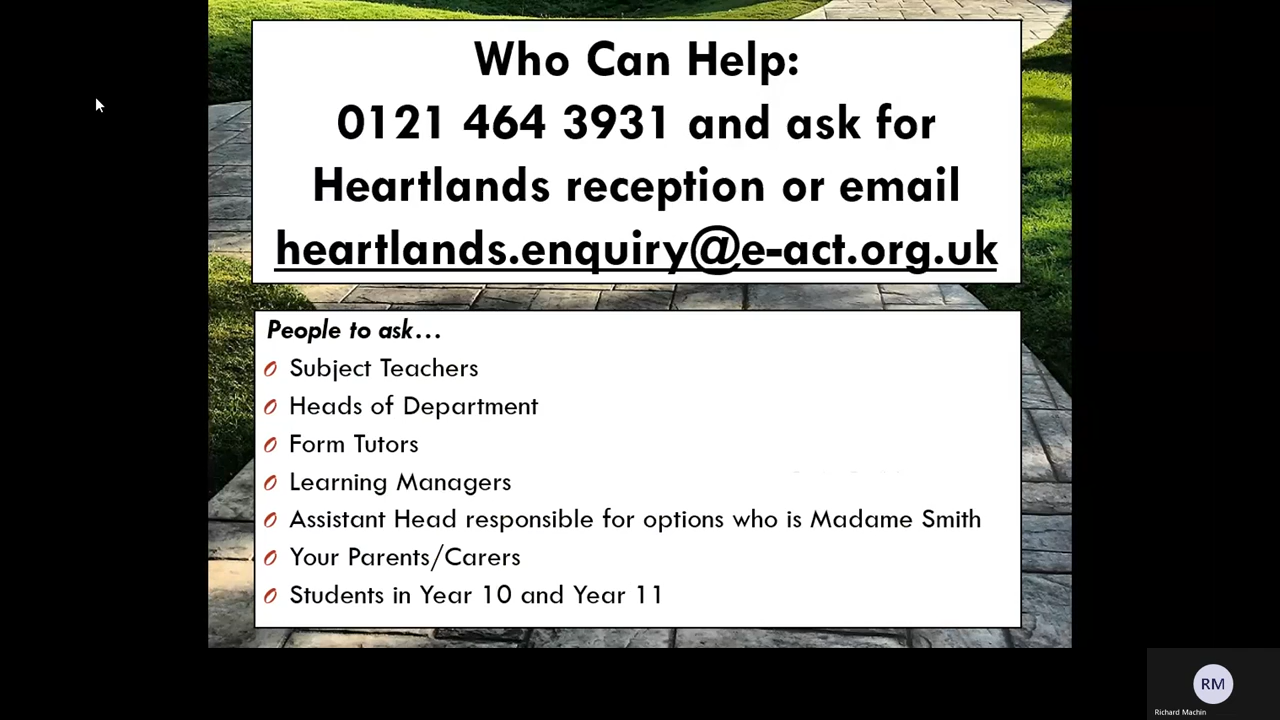 Who Can Help:
0121 464 3931 and ask for
Heartlands reception or email
heartlands.enquiry@e-act.org.uk
People to ask...
Subject Teachers
Heads of Department
Form Tutors
Learning Managers
Assistant Head responsible for options who is Madame Smith
Your Parents/Carers
Students in Year 10 and Year 11
RM
Richard Machin